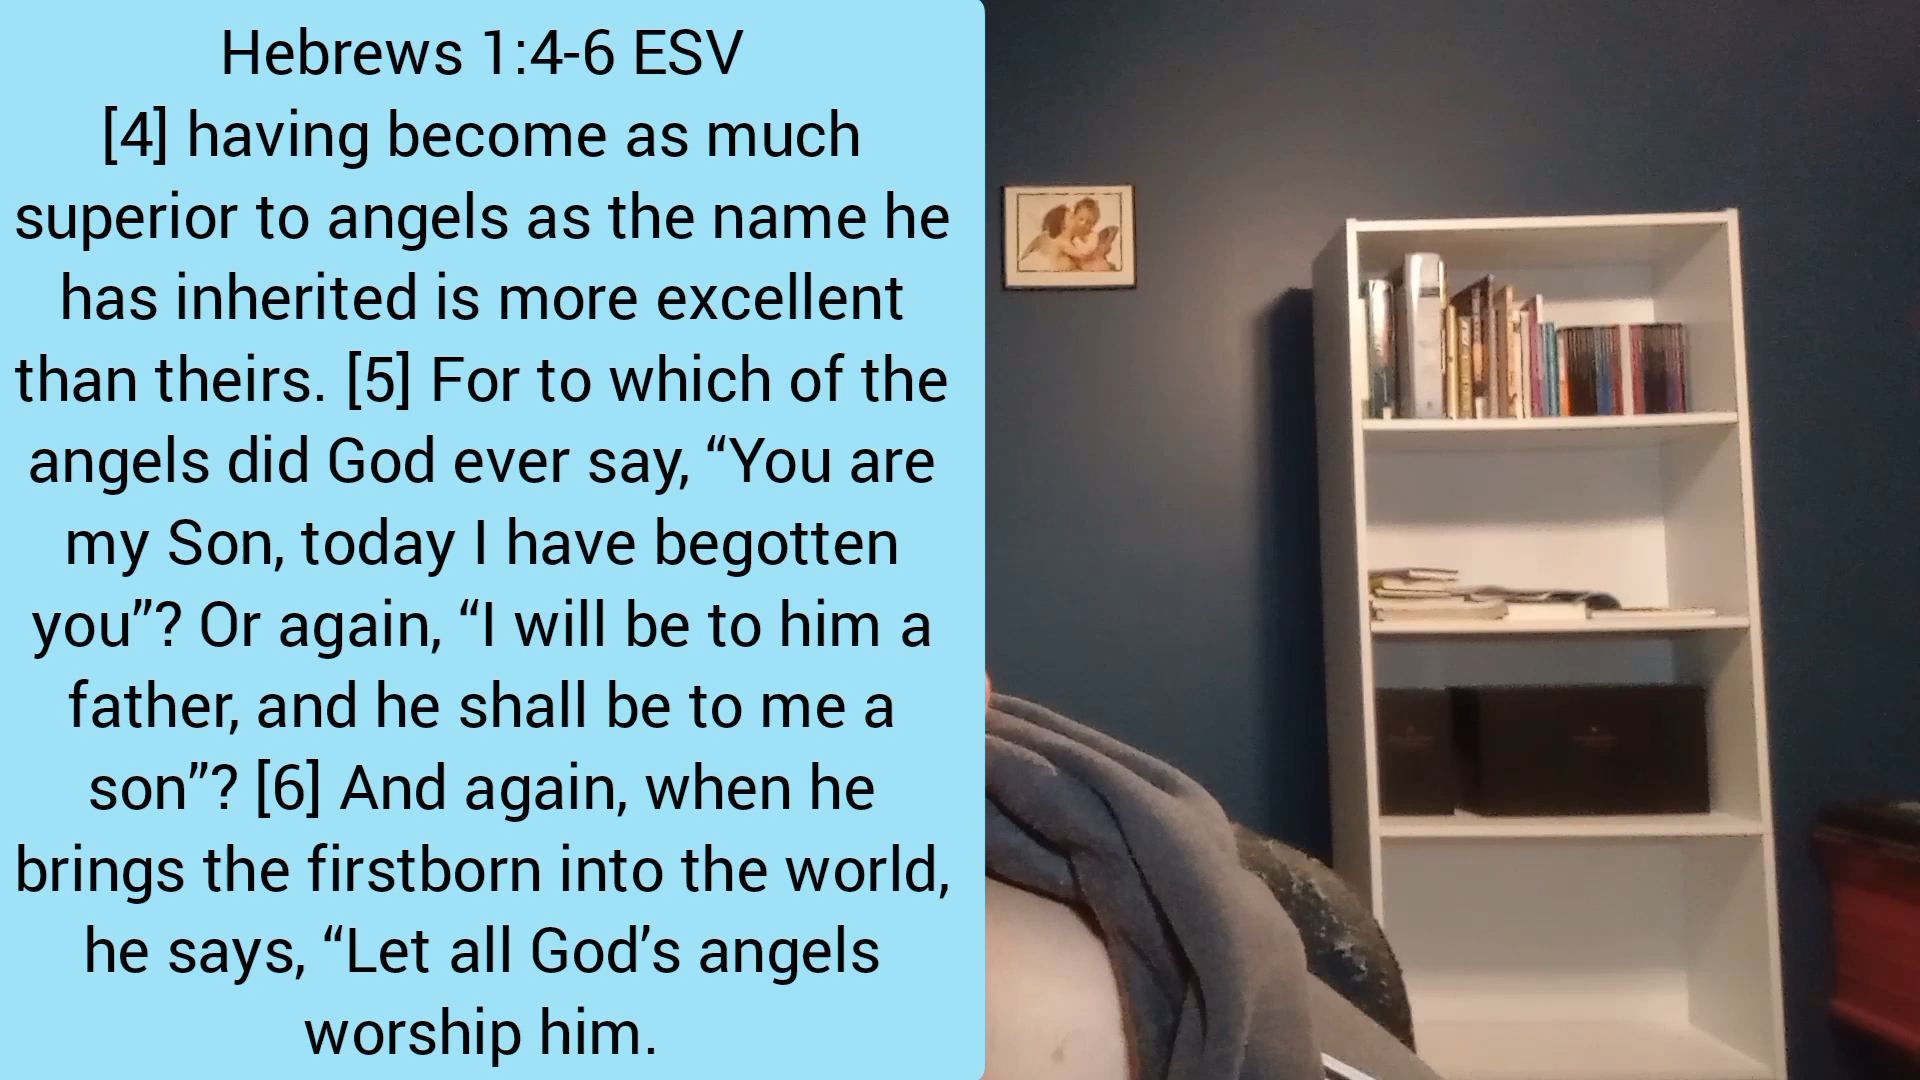 Hebrews 1:4-6 ESV
[4] having become as much
superior to angels as the name he
has inherited is more excellent
than theirs. [5] For to which of the
angels did God ever say, “You are
my Son, today I have begotten
you”? Or again, “I will be to him a
father, and he shall be to me a
son”? [6] And again, when he
brings the firstborn into the world,
he says, “Let all God’s angels
worship him.